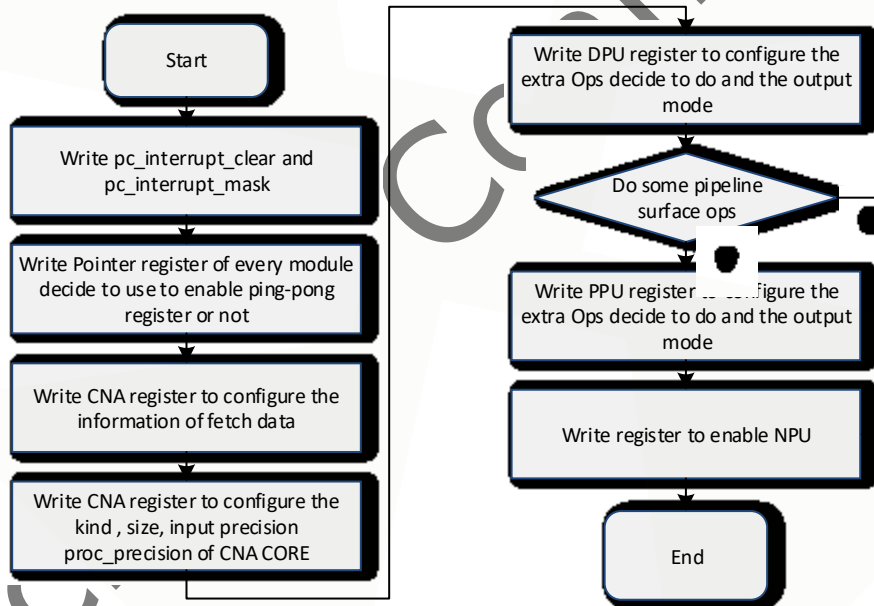 Start
Write pc_interrupt_clear and
pc_interrupt_mask
Write Pointer register of every module
decide to use to enable ping-pong
register or not
Write CNA register to configure the
information of fetch data
Write CNA register to configure the
kind , size, input precision
proc_precision of CNA CORE
Write DPU register to configure the
extra Ops decide to do and the output
mode
Do some pipeline
surface ops
Write PPU register to configure the
extra Ops decide to do and the output
mode
Write register to enable NPU
End